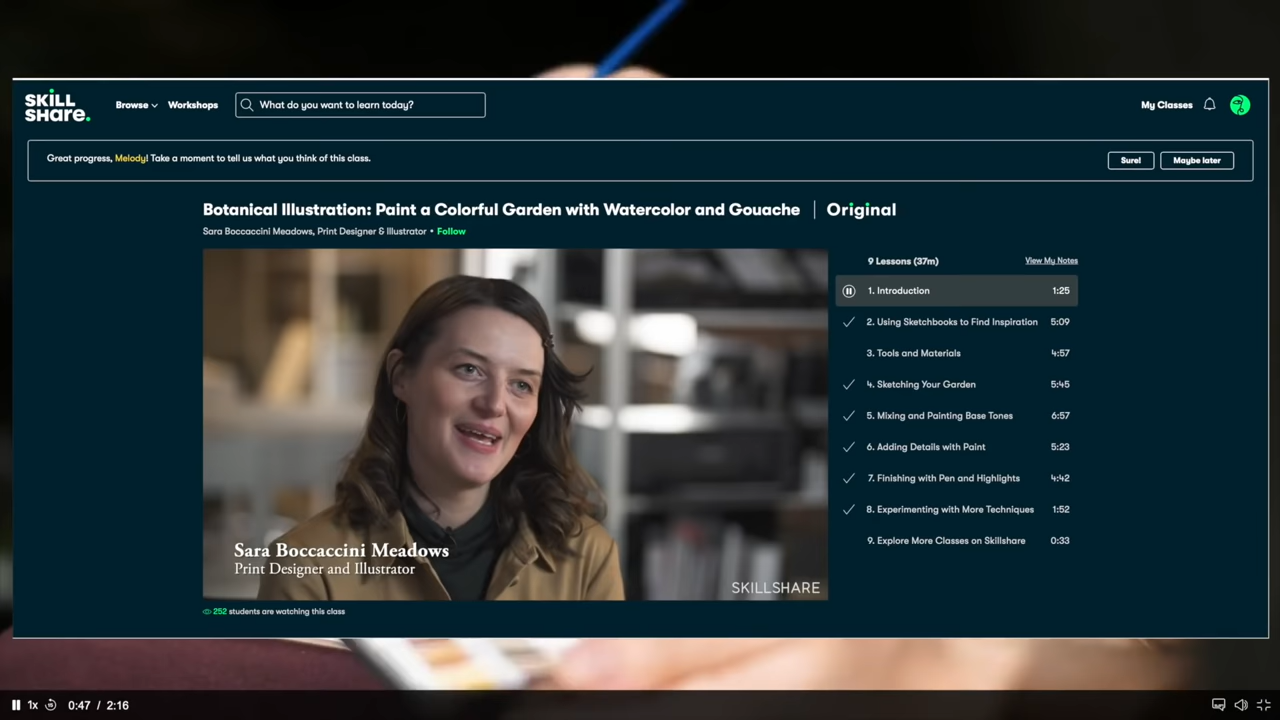 SKILL
SHARE.
Browse
Workshops
What do you want to learn today?
My Classes
Great progress, Melody! Take a moment to tell us what you think of this class.
Sure!
Maybe later
Botanical Illustration: Paint a Colorful Garden with Watercolor and Gouache | Original
Sara Boccaccini Meadows, Print Designer & Illustrator • Follow
9 Lessons (37m)
View My Notes
1. Introduction 1:25
2. Using Sketchbooks to Find Inspiration 5:09
3. Tools and Materials 4:57
4. Sketching Your Garden 5:45
5. Mixing and Painting Base Tones 6:57
6. Adding Details with Paint 5:23
7. Finishing with Pen and Highlights 4:42
8. Experimenting with More Techniques 1:52
9. Explore More Classes on Skillshare 0:33
Sara Boccaccini Meadows
Print Designer and Illustrator
SKILLSHARE
252 students are watching this class
1x
15
0:47 / 2:16